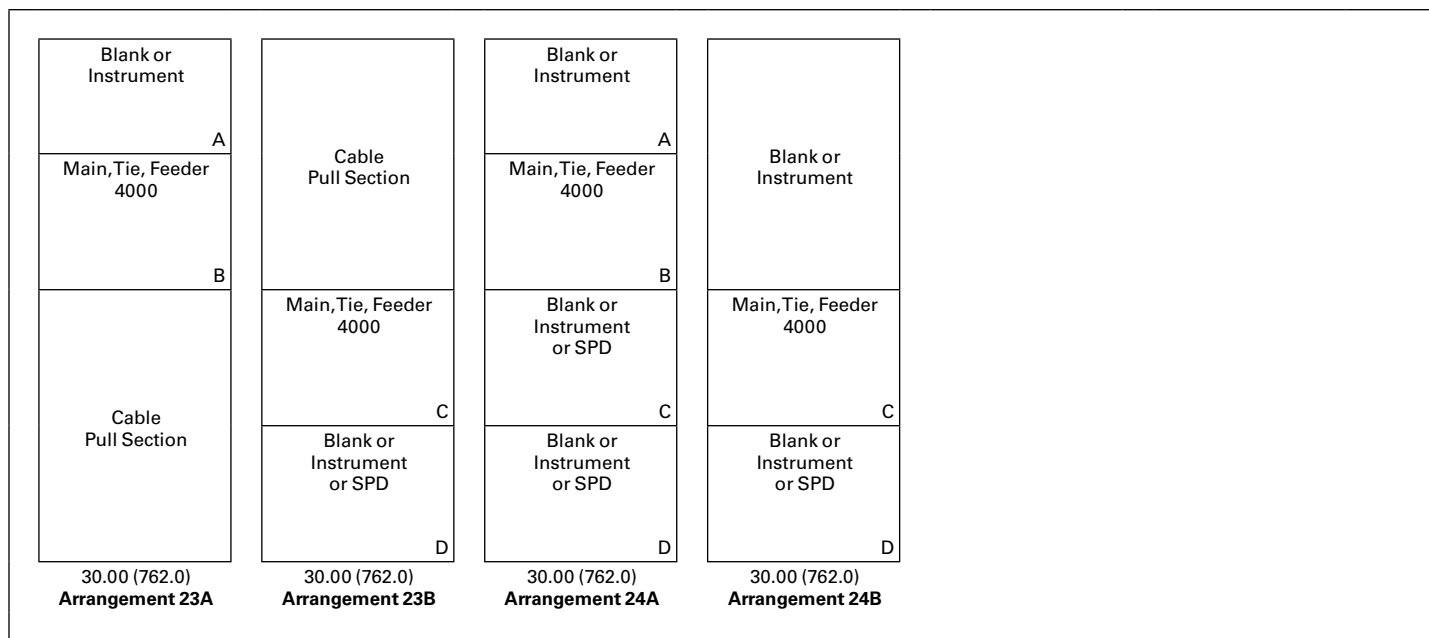 Blank or
Instrument
A
Main, Tie, Feeder
4000
B
Cable
Pull Section
30.00 (762.0)
Arrangement 23A
Cable
Pull Section
Main, Tie, Feeder
4000
C
Blank or
Instrument
or SPD
D
30.00 (762.0)
Arrangement 23B
Blank or
Instrument
A
Main, Tie, Feeder
4000
B
Blank or
Instrument
or SPD
C
Blank or
Instrument
or SPD
D
30.00 (762.0)
Arrangement 24A
Blank or
Instrument
Main, Tie, Feeder
4000
C
Blank or
Instrument
or SPD
D
30.00 (762.0)
Arrangement 24B